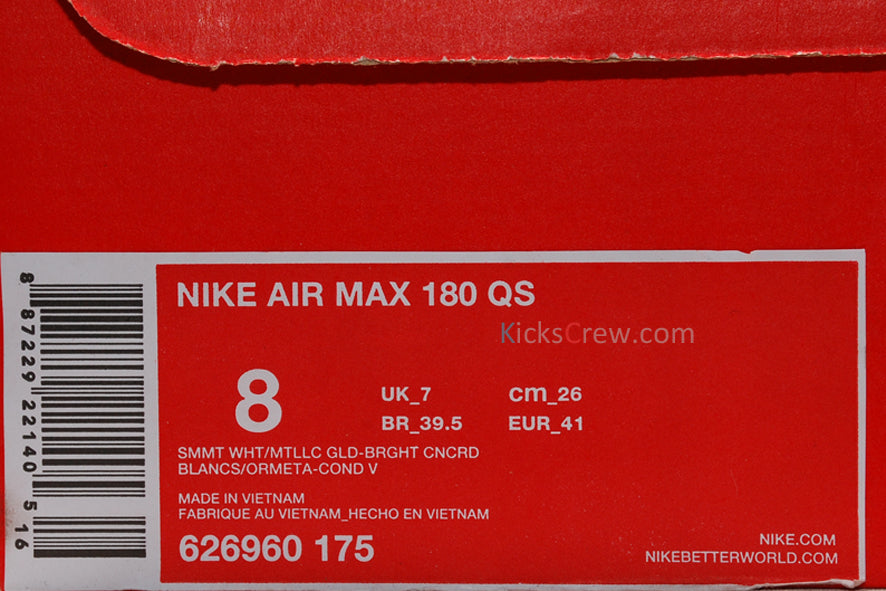 NIKE AIR MAX 180 QS
KicksCrew.com
8
UK_7 cm_26
BR_39.5 EUR_41
SMMT WHT/MTLLC GLD-BRGHT CNCRD
BLANCS/ORMETA-COND V
MADE IN VIETNAM
FABRIQUE AU VIETNAM_HECHO EN VIETNAM
626960 175
NIKE.COM
NIKEBETTERWORLD.COM
8 87229 22140 5 16